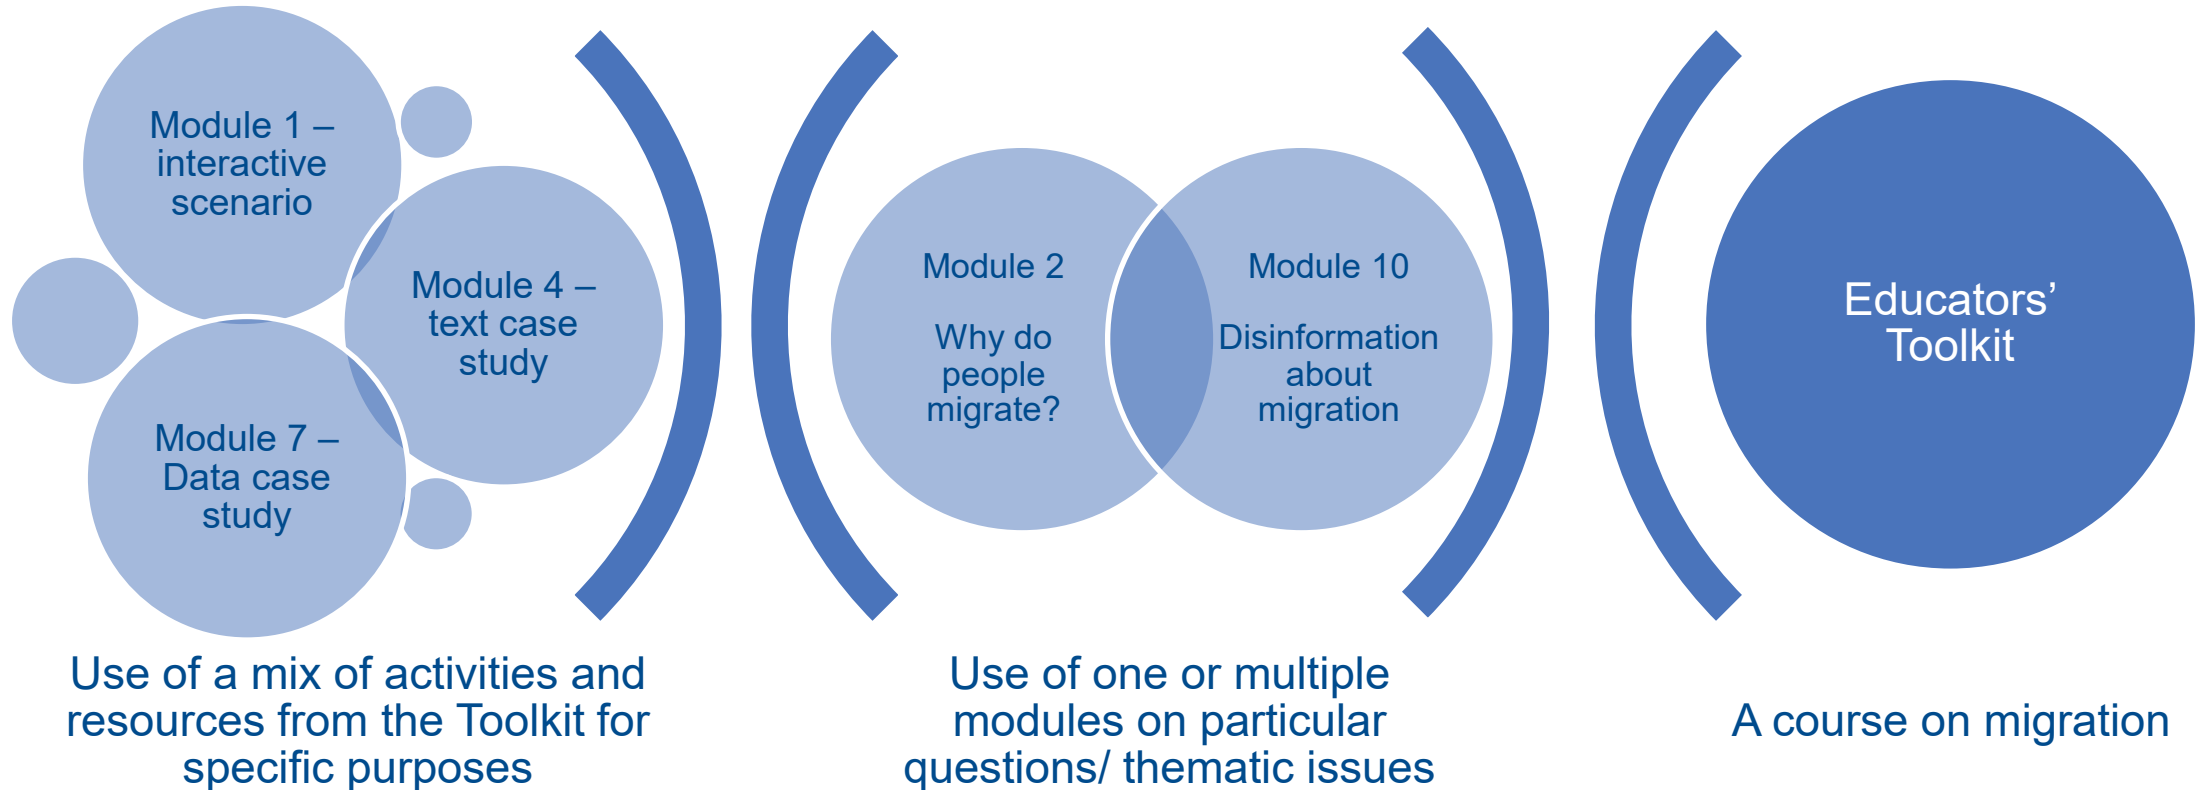 Module 1 –
interactive
scenario
Module 4 –
text case
study
Module 7 –
Data case
study
Use of a mix of activities and
resources from the Toolkit for
specific purposes
Module 2
Why do
people
migrate?
Module 10
Disinformation
about
migration
Use of one or multiple
modules on particular
questions/ thematic issues
Educators’
Toolkit
A course on migration